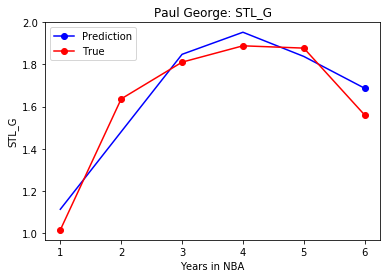 Paul George: STL_G
Prediction
True
STL_G
2.0
1.8
1.6
1.4
1.2
1.0
1 2 3 4 5 6
Years in NBA